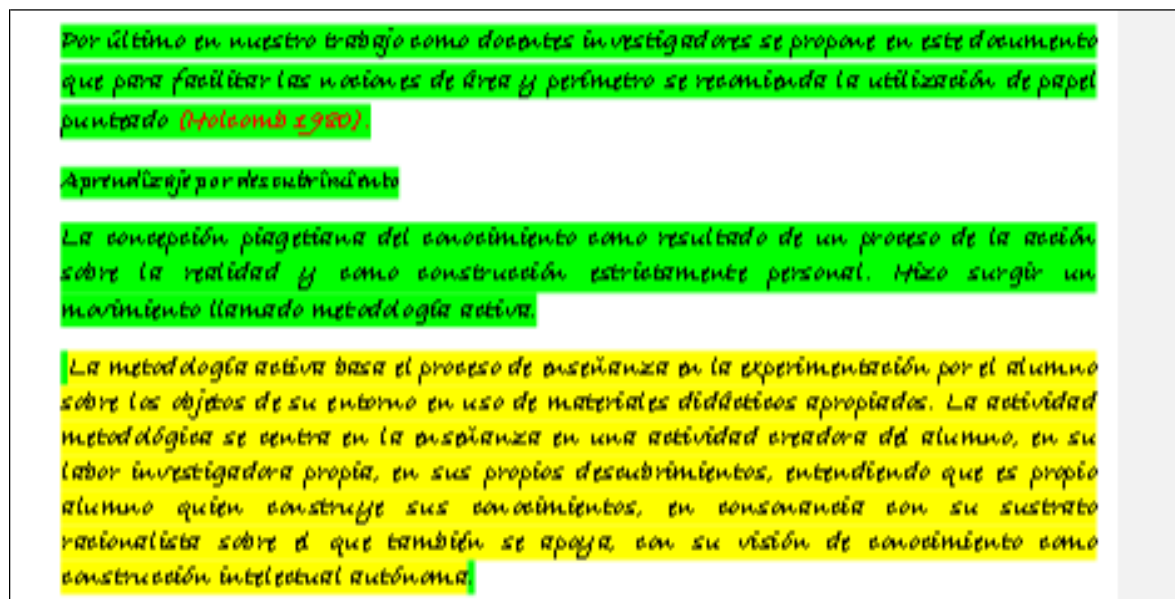 Por último en nuestro trabajo como docentes investigadores se propone en este documento
que para facilitar las nociones de área y perímetro se recomienda la utilización de papel
punteado (Holcomb 1980).
Aprendizaje por descubrimiento
La concepción piagetiana del conocimiento como resultado de un proceso de la acción
sobre la realidad y como construcción estrictamente personal. Hizo surgir un
movimiento llamado metodología activa.
La metodología activa basa el proceso de enseñanza en la experimentación por el alumno
sobre los objetos de su entorno en uso de materiales didácticos apropiados. La actividad
metodológica se centra en la enseñanza en una actividad creadora del alumno, en su
labor investigadora propia, en sus propios descubrimientos, entendiendo que es propio
alumno quien construye sus conocimientos, en consonancia con su sustrato
racionalista sobre el que también se apoya, con su visión de conocimiento como
construcción intelectual autónoma.